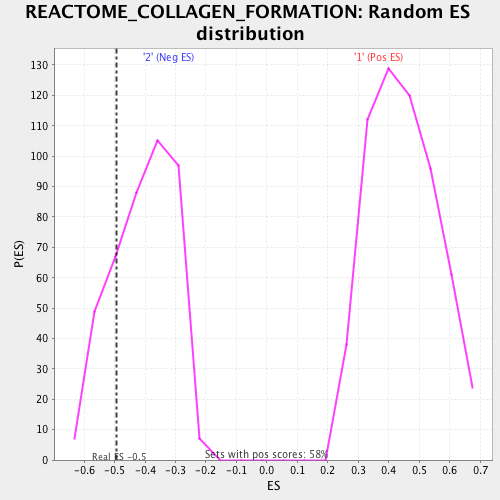 REACTOME_COLLAGEN_FORMATION: Random ES
distribution
'2' (Neg ES)
'1' (Pos ES)
130
120
110
100
90
80
70
60
50
40
30
20
10
0
P(ES)
Real ES -0.5
Sets with pos scores: 58%
-0.6 -0.5 -0.4 -0.3 -0.2 -0.1 0.0 0.1 0.2 0.3 0.4 0.5 0.6 0.7
ES